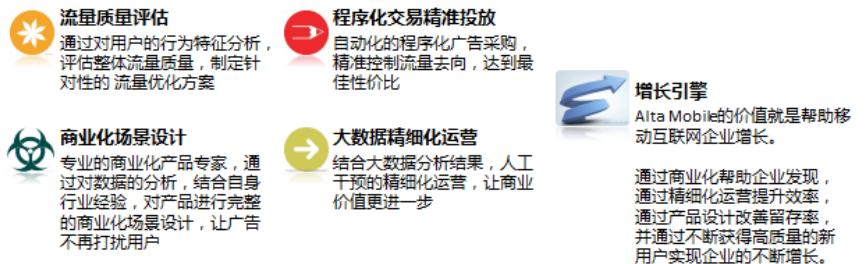 流量质量评估
通过对用户的行为特征分析，
评估整体流量质量，制定针
对性的 流量优化方案
程序化交易精准投放
自动化的程序化广告采购，
精准控制流量去向，达到最
佳性价比
商业化场景设计
专业的商业化产品专家，通
过对数据的分析，结合自身
行业经验，对产品进行完整
的商业化场景设计，让广告
不再打扰用户
大数据精细化运营
结合大数据分析结果，人工
干预的精细化运营，让商业
价值更进一步
增长引擎
Alta Mobile的价值就是帮助移
动互联网企业增长。
通过商业化帮助企业发现，
通过精细化运营提升效率，
通过产品设计改善留存率，
并通过不断获得高质量的新
用户实现企业的不断增长。